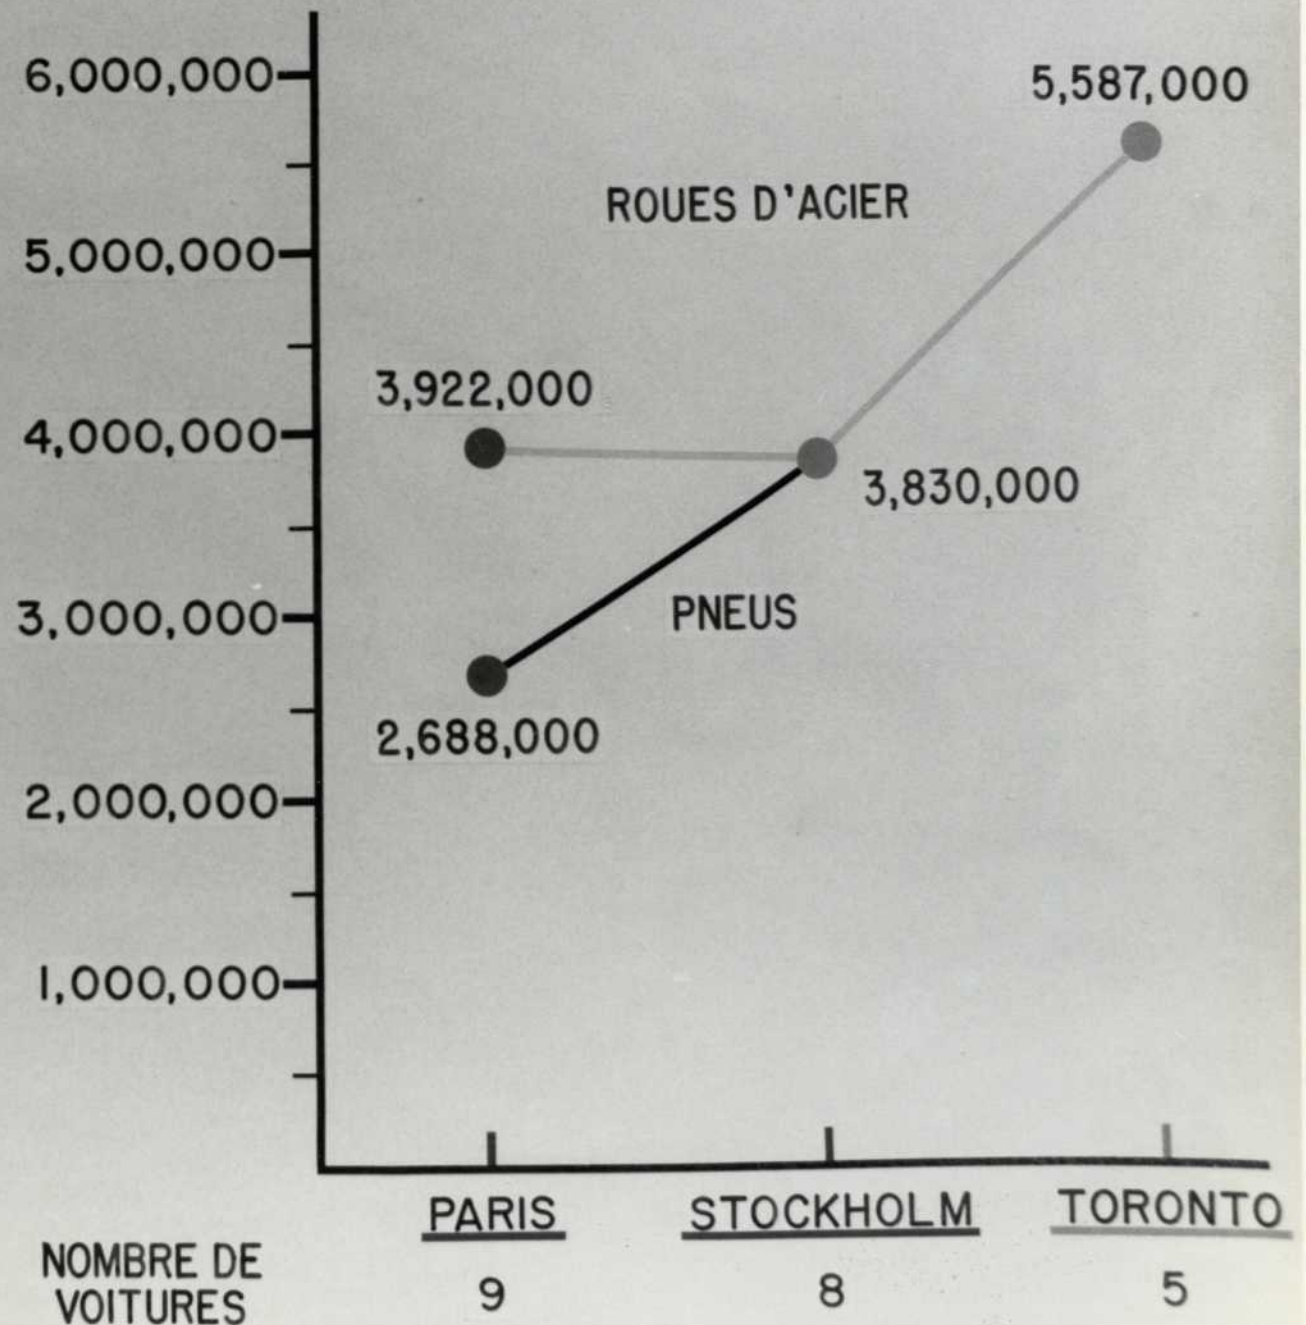 6,000,000
5,587,000
ROUES D'ACIER
5,000,000
3,922,000
4,000,000
3,830,000
3,000,000
PNEUS
2,688,000
2,000,000
1,000,000
PARIS STOCKHOLM TORONTO
NOMBRE DE
VOITURES 9 8 5